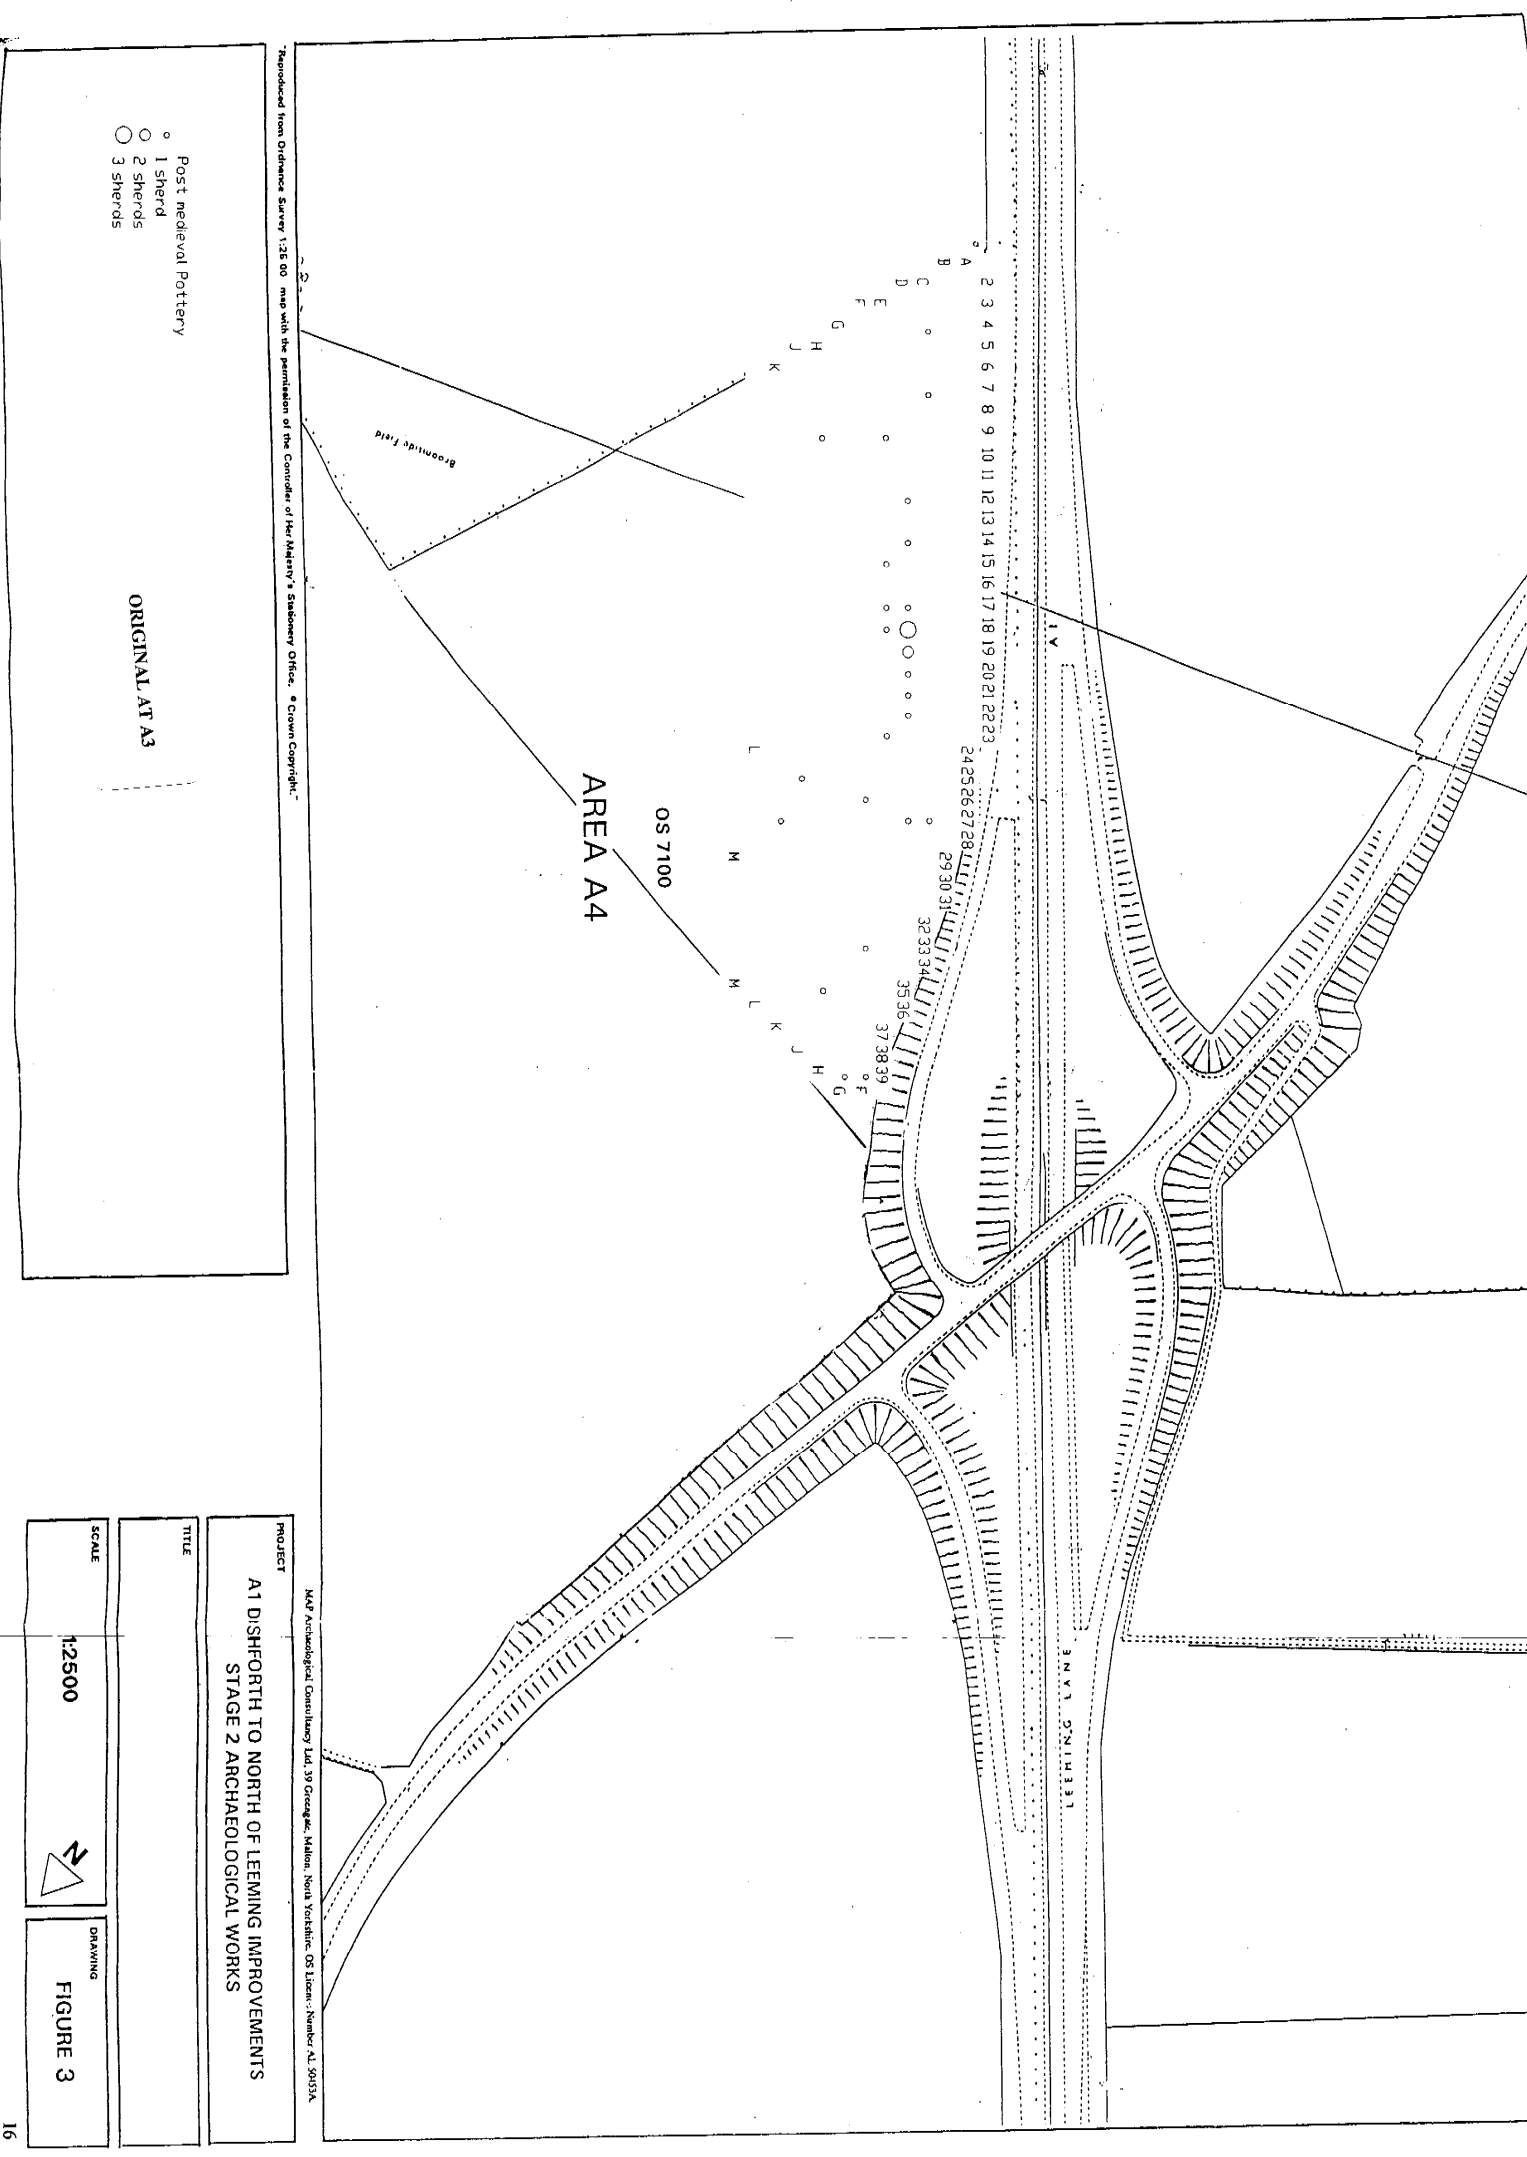 A1
LEEMING LANE
2 3 4 5 6 7 8 9 10 11 12 13 14 15 16 17 18 19 20 21 22 23
24 25 26 27 28
29 30 31
32 33 34
35 36
37 38 39
A
B
C
D
E
F
G
H
J
K
L
M
M
L
K
J
H
G
F
OS 7100
AREA A4
Broomside Field
"Reproduced from Ordnance Survey 1:25 00 map with the permission of the Controller of Her Majesty's Stationery Office, © Crown Copyright."
Post medieval Pottery
1 sherd
2 sherds
3 sherds
ORIGINAL AT A3
MAP Archaeological Consultancy Ltd, 39 Greengate, Malton, North Yorkshire. OS Licence Number AL 50453A
PROJECT
A1 DISHFORTH TO NORTH OF LEEMING IMPROVEMENTS
STAGE 2 ARCHAEOLOGICAL WORKS
TITLE
SCALE
1:2500
N
DRAWING
FIGURE 3
16